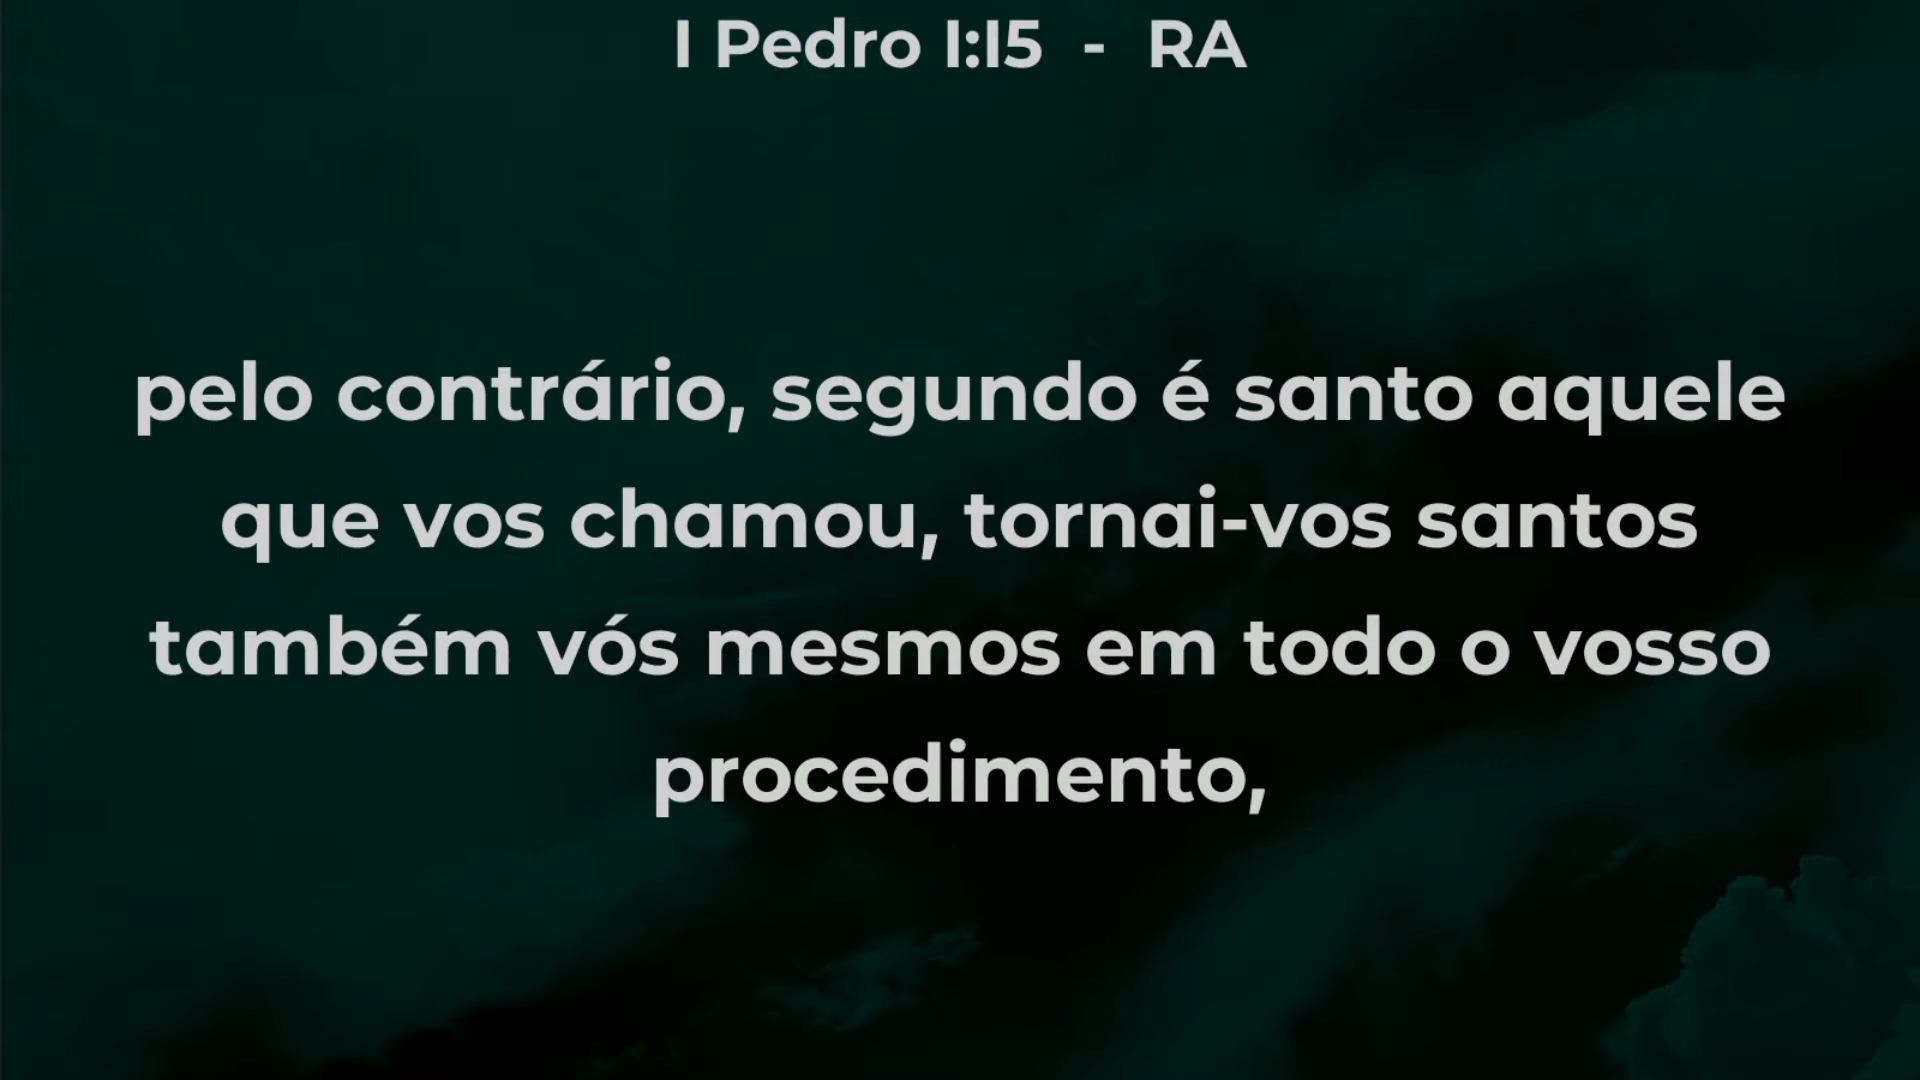 I Pedro 1:15 - RA
pelo contrário, segundo é santo aquele
que vos chamou, tornai-vos santos
também vós mesmos em todo o vosso
procedimento,